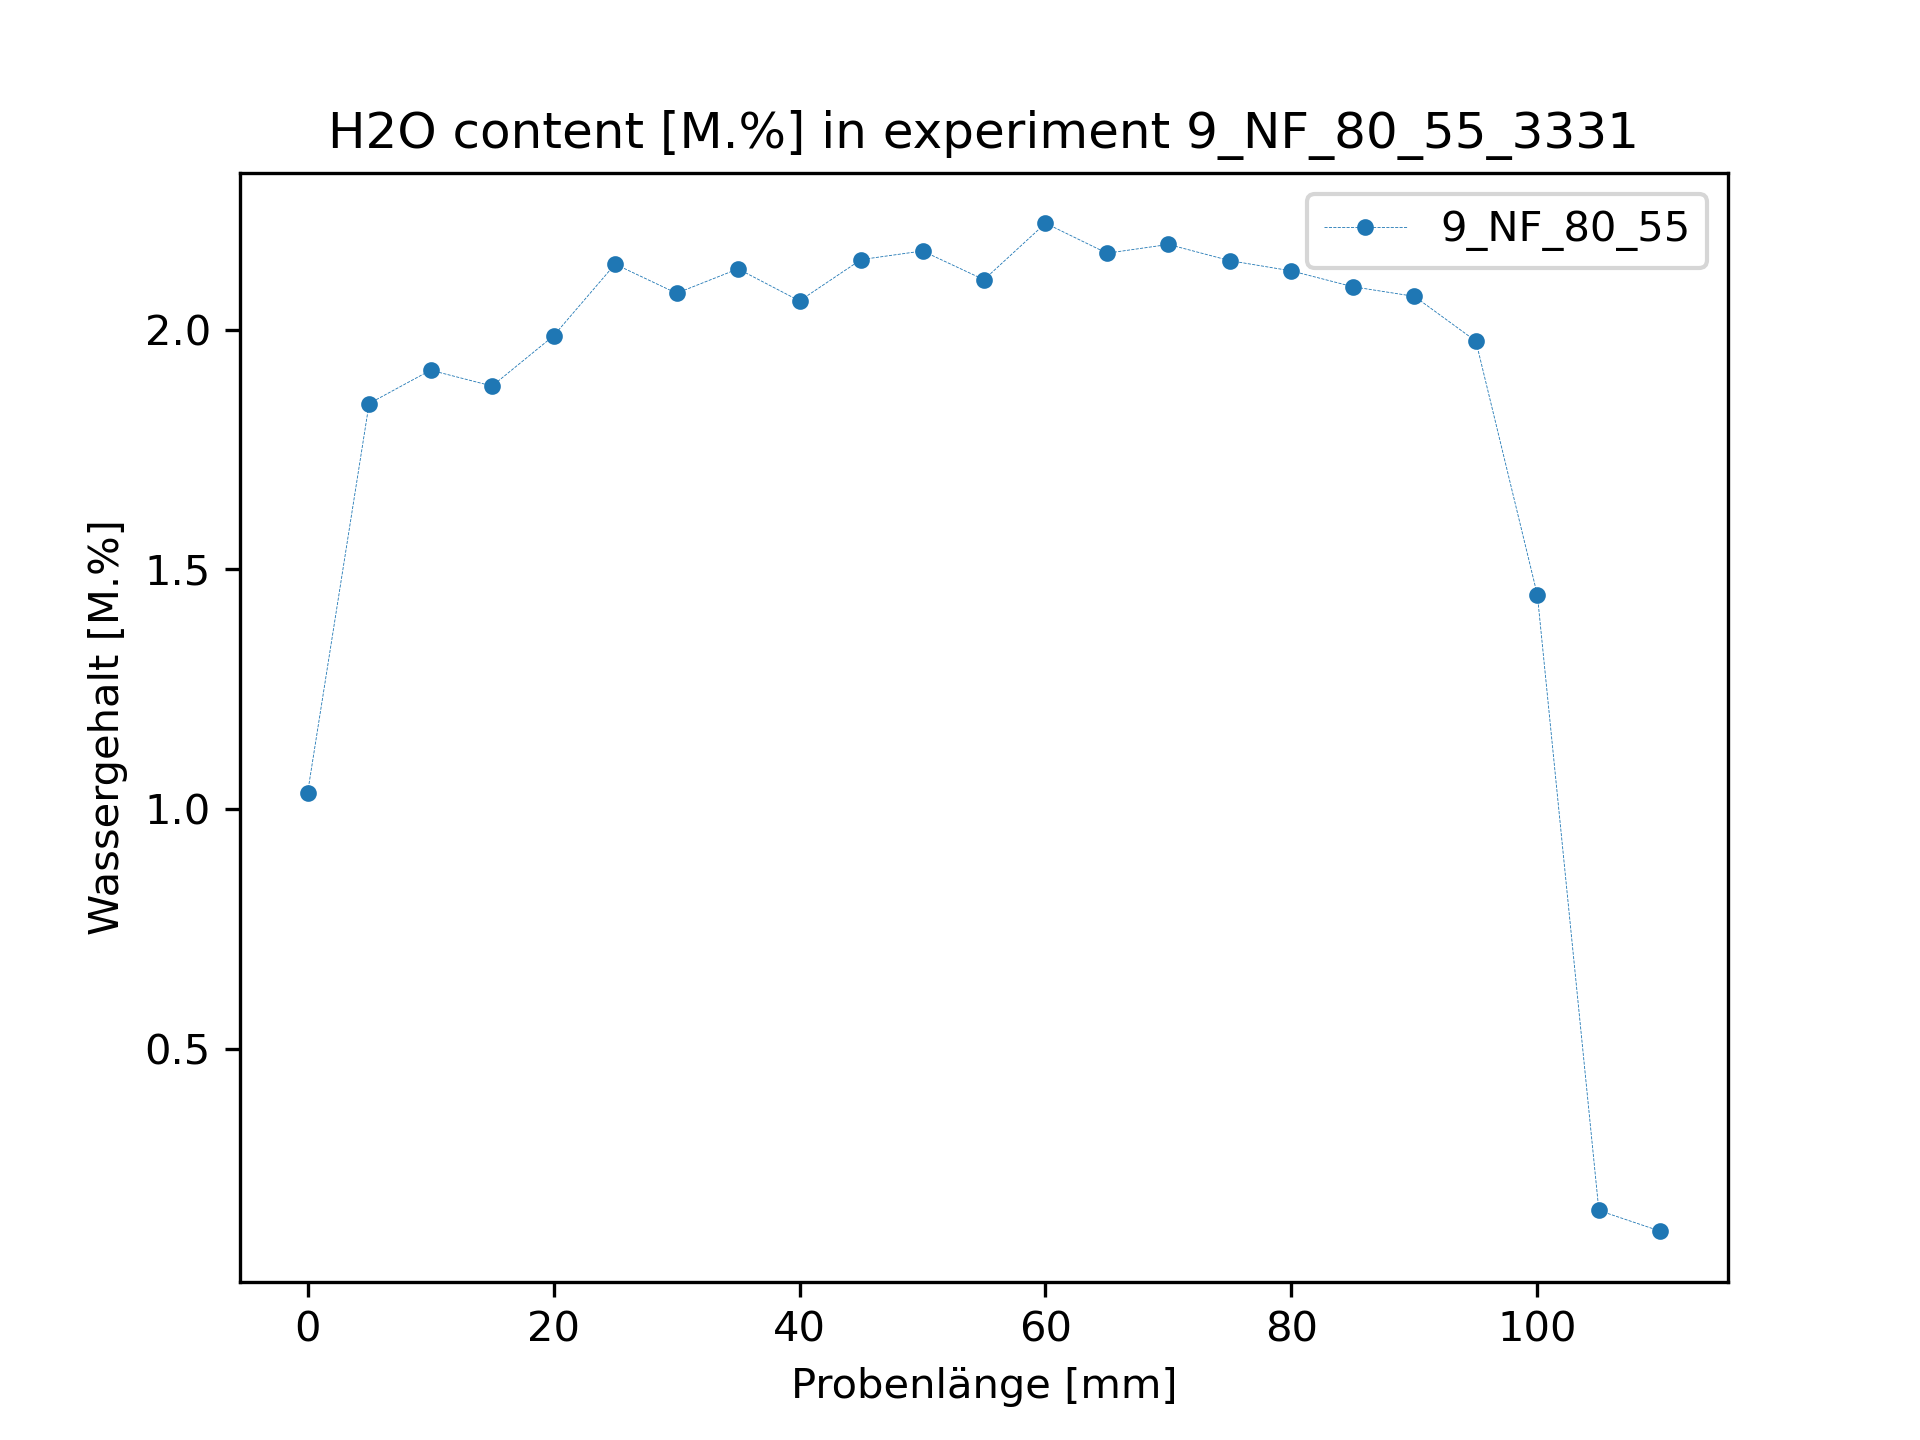 H2O content [M.%] in experiment 9_NF_80_55_3331
9_NF_80_55
Wassergehalt [M.%]
2.0
1.5
1.0
0.5
0 20 40 60 80 100
Probenlänge [mm]